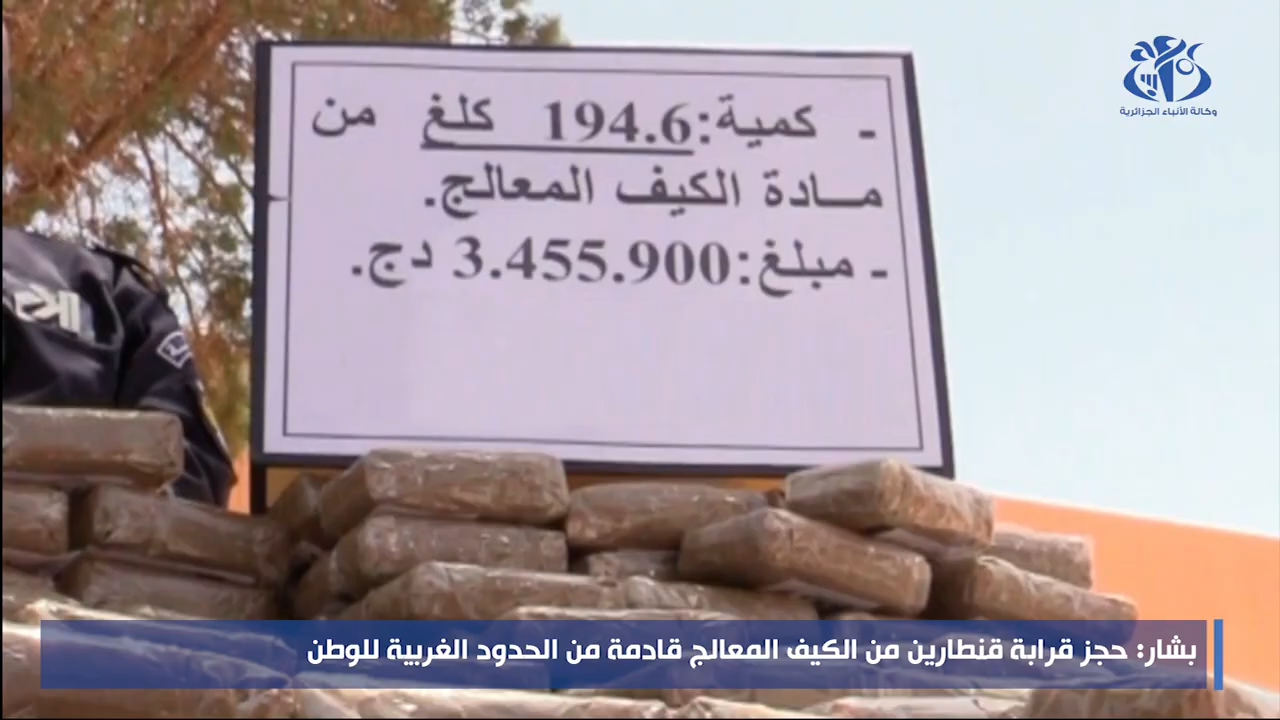 وكالة الأنباء الجزائرية
- كمية:194.6 كلغ من
مــادة الكيف المعالج.
- مبلغ:3.455.900 دج.
بشار: حجز قرابة قنطارين من الكيف المعالج قادمة من الحدود الغربية للوطن